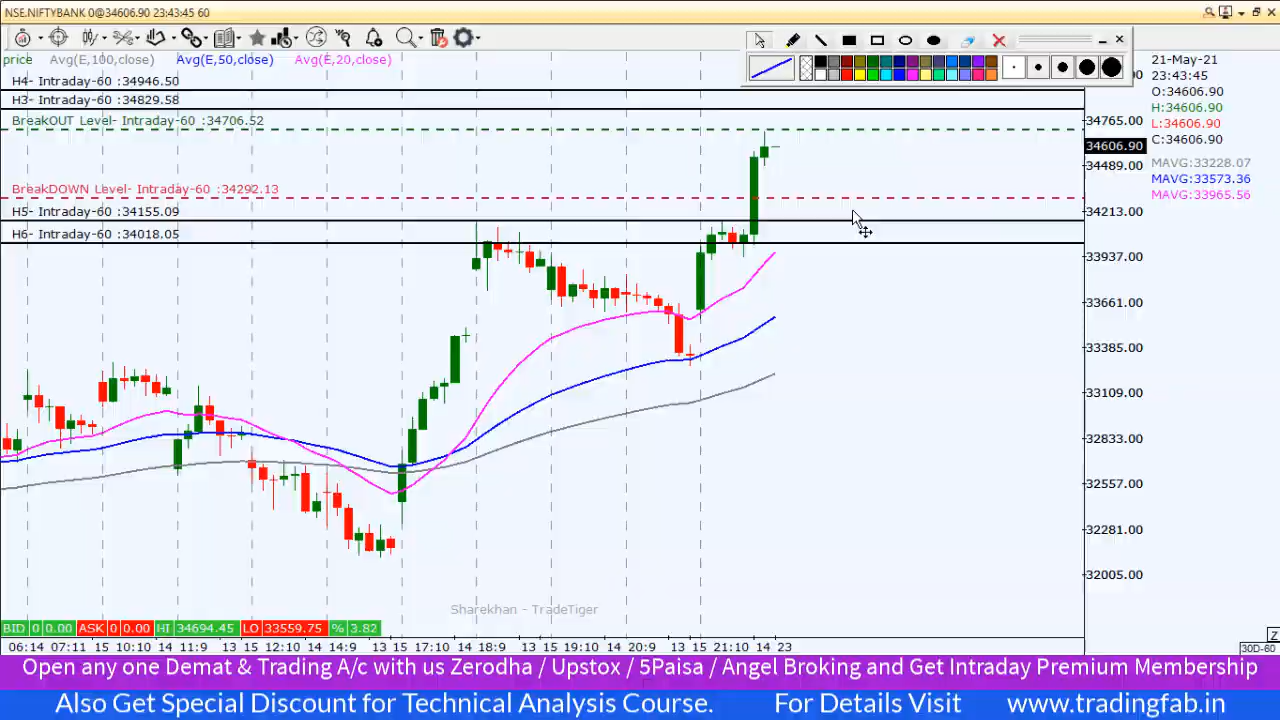 NSE.NIFTYBANK 0@34606.90 23:43:45 60
price Avg(E,100,close) Avg(E,50,close) Avg(E,20,close)
H4- Intraday-60 :34946.50
H3- Intraday-60 :34829.58
BreakOUT Level- Intraday-60 :34706.52
BreakDOWN Level- Intraday-60 :34292.13
H5- Intraday-60 :34155.09
H6- Intraday-60 :34018.05
34765.00
34606.90
34489.00
34213.00
33937.00
33661.00
33385.00
33109.00
32833.00
32557.00
32281.00
32005.00
21-May-21
23:43:45
O:34606.90
H:34606.90
L:34606.90
C:34606.90
MAVG:33228.07
MAVG:33573.36
MAVG:33965.56
Sharekhan - TradeTiger
BID 0 0.00 ASK 0 0.00 HI 34694.45 LO 33559.75 % 3.82
Z
06:14 07:11 15 10:10 14 11:9 13 15 12:10 14 14:9 13 15 17:10 14 18:9 13 15 19:10 14 20:9 13 15 21:10 14 23
30D-60
Open any one Demat & Trading A/c with us Zerodha / Upstox / 5Paisa / Angel Broking and Get Intraday Premium Membership
Also Get Special Discount for Technical Analysis Course. For Details Visit www.tradingfab.in